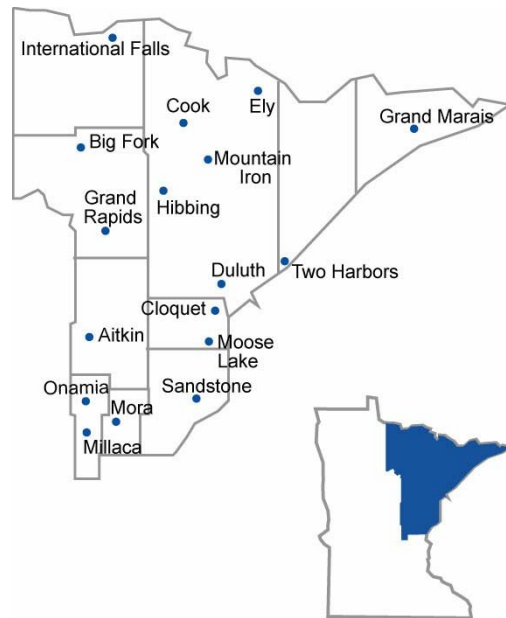 International Falls
Ely
Cook
Grand Marais
Big Fork
Mountain
Iron
Hibbing
Grand
Rapids
Two Harbors
Duluth
Cloquet
Aitkin
Moose
Lake
Onamia
Sandstone
Mora
Millaca